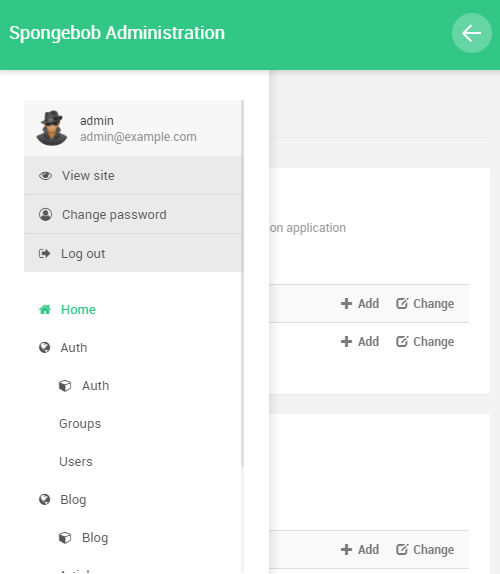 Spongebob Administration
admin
admin@example.com
View site
Change password
Log out
on application
Home
Add Change
Auth
Add Change
Auth
Groups
Users
Blog
Blog
Add Change